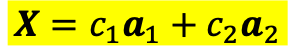 X = c₁a₁ + c₂a₂